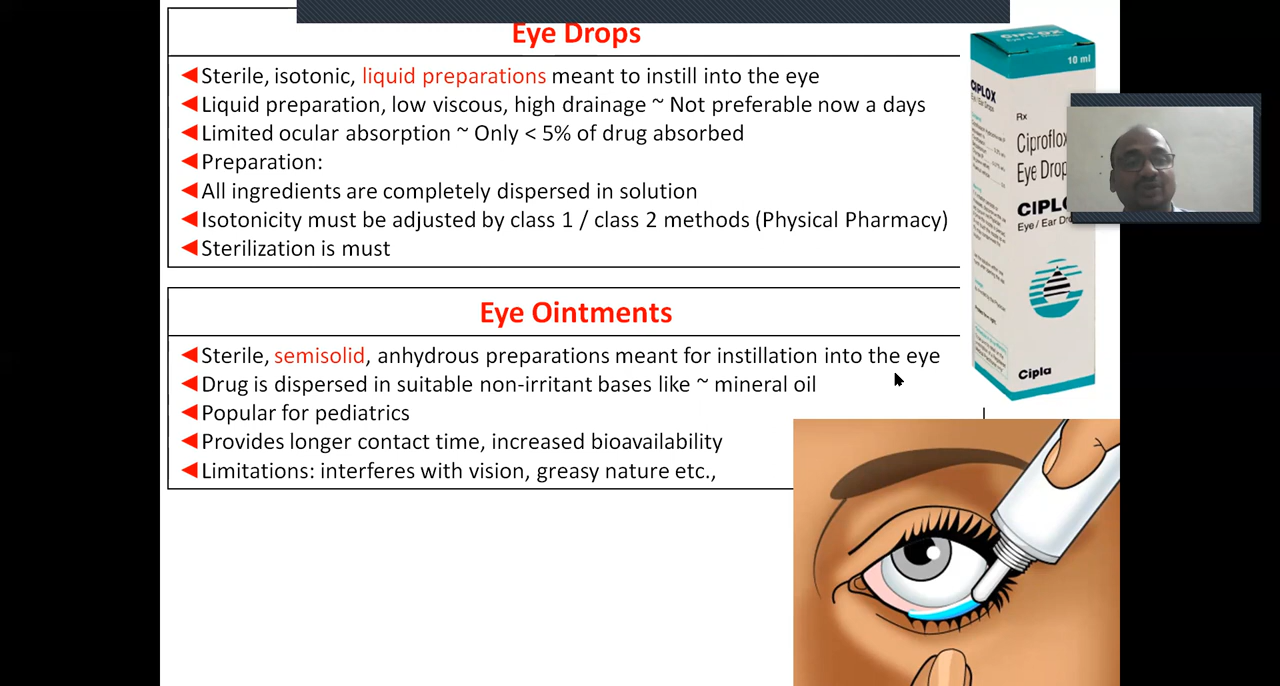 Eye Drops
Sterile, isotonic, liquid preparations meant to instill into the eye
Liquid preparation, low viscous, high drainage ~ Not preferable now a days
Limited ocular absorption ~ Only < 5% of drug absorbed
Preparation:
All ingredients are completely dispersed in solution
Isotonicity must be adjusted by class 1 / class 2 methods (Physical Pharmacy)
Sterilization is must
Eye Ointments
Sterile, semisolid, anhydrous preparations meant for instillation into the eye
Drug is dispersed in suitable non-irritant bases like ~ mineral oil
Popular for pediatrics
Provides longer contact time, increased bioavailability
Limitations: interferes with vision, greasy nature etc.,
CIPLOX
10 ml
CIPLOX
Rx
Eye
Eye / Ear
Cipla